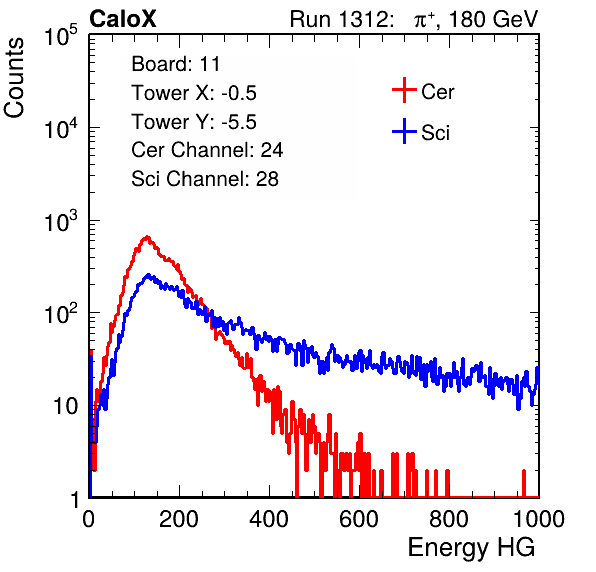 CaloX Run 1312: π⁺, 180 GeV
Counts
Board: 11
Tower X: -0.5
Tower Y: -5.5
Cer Channel: 24
Sci Channel: 28
Cer
Sci
10⁵
10⁴
10³
10²
10
1
0 200 400 600 800 1000
Energy HG